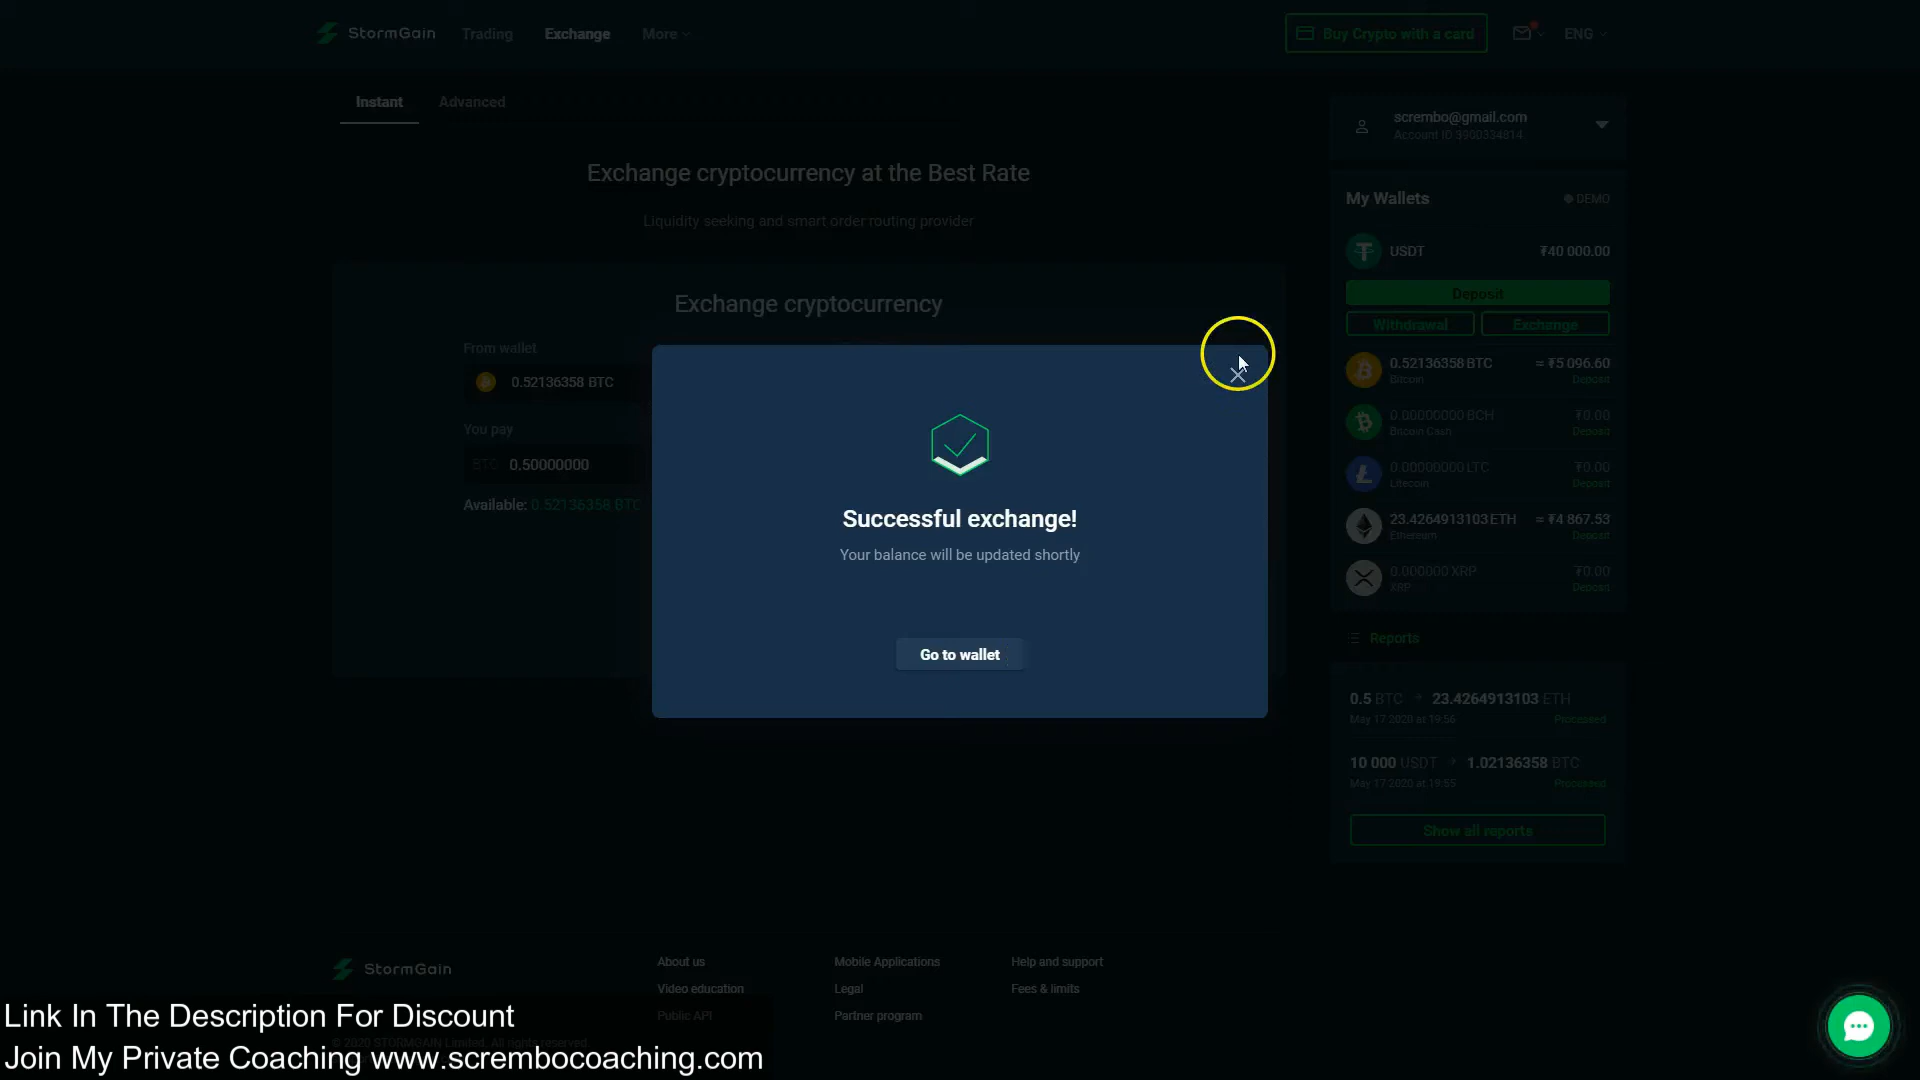 StormGain
Trading
Exchange
More
Buy Crypto with a card
ENG
Instant
Advanced
Exchange cryptocurrency at the Best Rate
Liquidity seeking and smart order routing provider
Exchange cryptocurrency
From wallet
0.52136358 BTC
You pay
BTC 0.50000000
Available: 0.52136358 BTC
Successful exchange!
Your balance will be updated shortly
Go to wallet
scrembo@gmail.com
Account ID 3900334814
My Wallets
DEMO
USDT
₮40 000.00
Deposit
Withdrawal
Exchange
0.52136358 BTC
≈ ₮5 096.60
Bitcoin
Deposit
0.00000000 BCH
₮0.00
Bitcoin Cash
Deposit
0.00000000 LTC
₮0.00
Litecoin
Deposit
23.4264913103 ETH
≈ ₮4 867.53
Ethereum
Deposit
0.000000 XRP
₮0.00
XRP
Deposit
Reports
0.5 BTC → 23.4264913103 ETH
May 17 2020 at 19:56
Processed
10 000 USDT → 1.02136358 BTC
May 17 2020 at 19:55
Processed
Show all reports
StormGain
About us
Mobile Applications
Help and support
Video education
Legal
Fees & limits
Public API
Partner program
© 2020 STORMGAIN Limited. All rights reserved
Link In The Description For Discount
Join My Private Coaching www.scrembocoaching.com